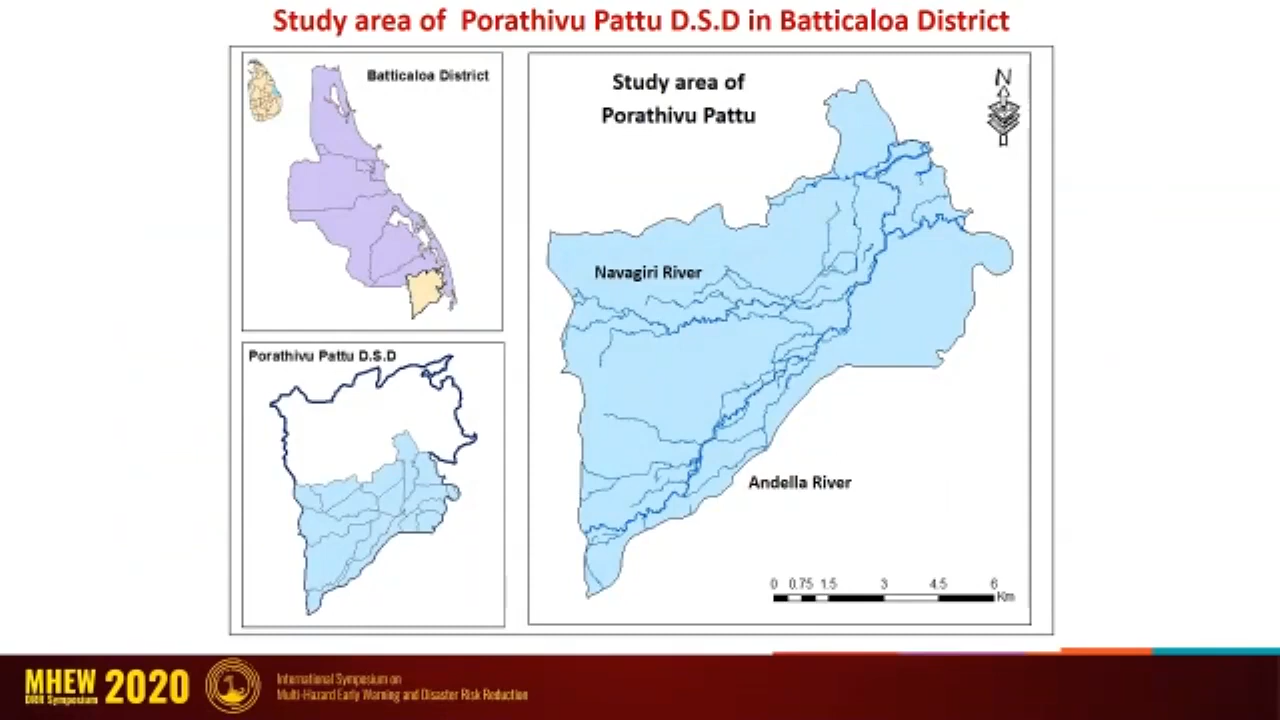 Study area of Porathivu Pattu D.S.D in Batticaloa District
Batticaloa District
Porathivu Pattu D.S.D
Study area of
Porathivu Pattu
N
Navagiri River
Andella River
0 0.75 1.5 3 4.5 6
Km
MHEW
DRR Symposium
2020
International Symposium on
Multi-Hazard Early Warning and Disaster Risk Reduction